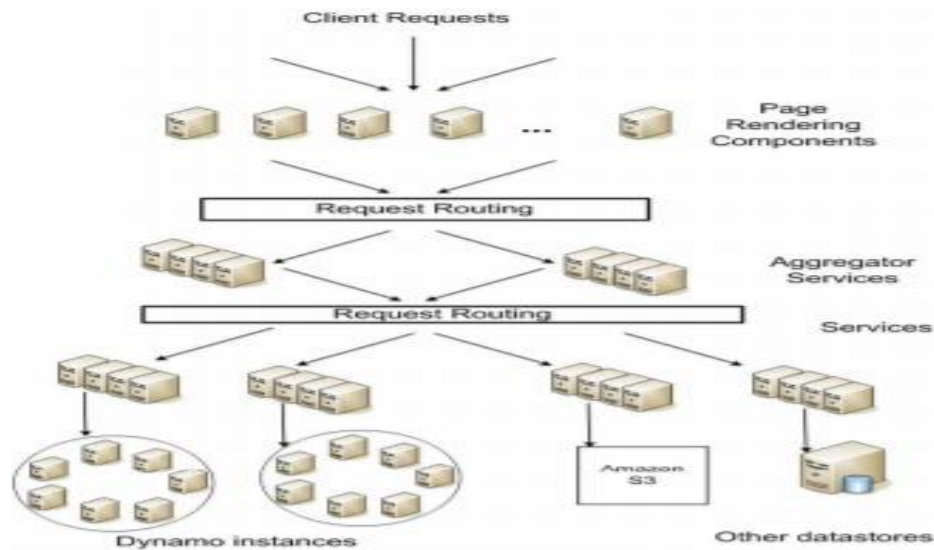 Client Requests
Page
Rendering
Components
...
Request Routing
Aggregator
Services
Request Routing
Services
Amazon
S3
Dynamo instances
Other datastores